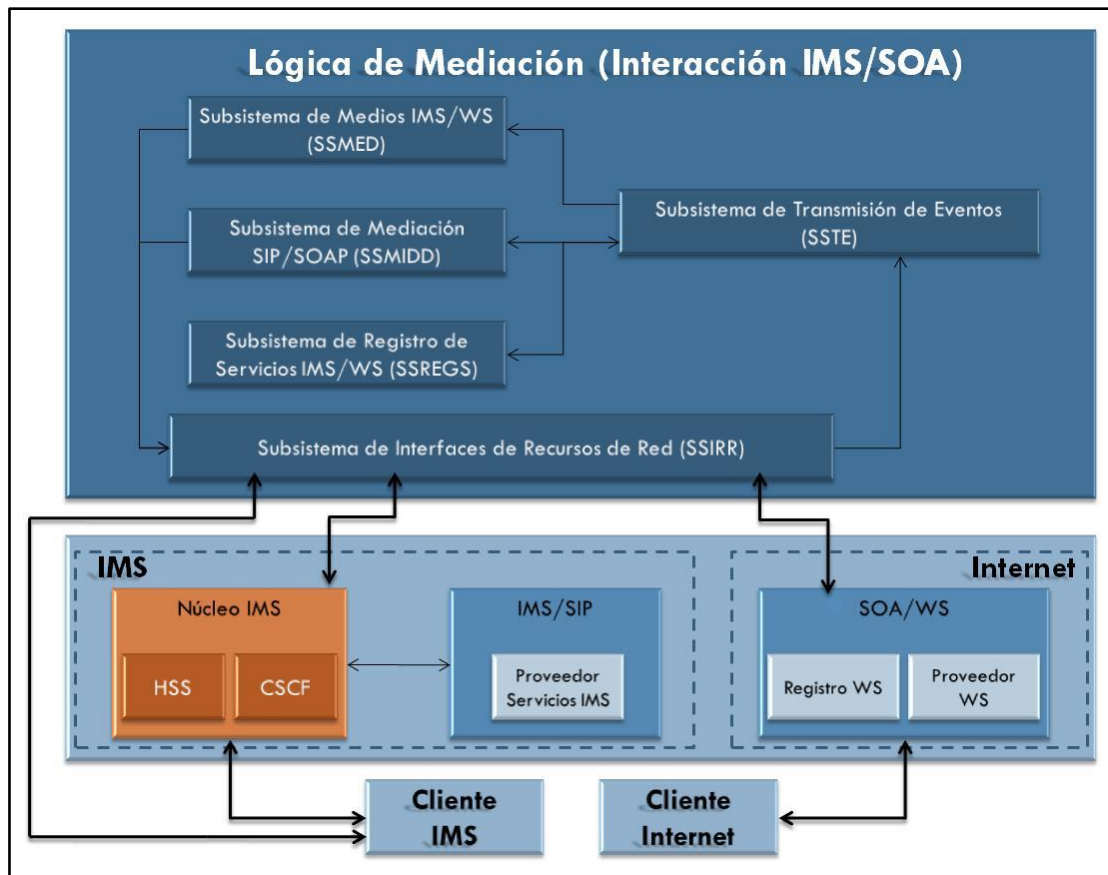 Lógica de Mediación (Interacción IMS/SOA)
Subsistema de Medios IMS/WS
(SSMED)
Subsistema de Transmisión de Eventos
(SSTE)
Subsistema de Mediación
SIP/SOAP (SSMIDD)
Subsistema de Registro de
Servicios IMS/WS (SSREGS)
Subsistema de Interfaces de Recursos de Red (SSIRR)
IMS
Núcleo IMS
HSS
CSCF
IMS/SIP
Proveedor
Servicios IMS
Internet
SOA/WS
Registro WS
Proveedor
WS
Cliente
IMS
Cliente
Internet